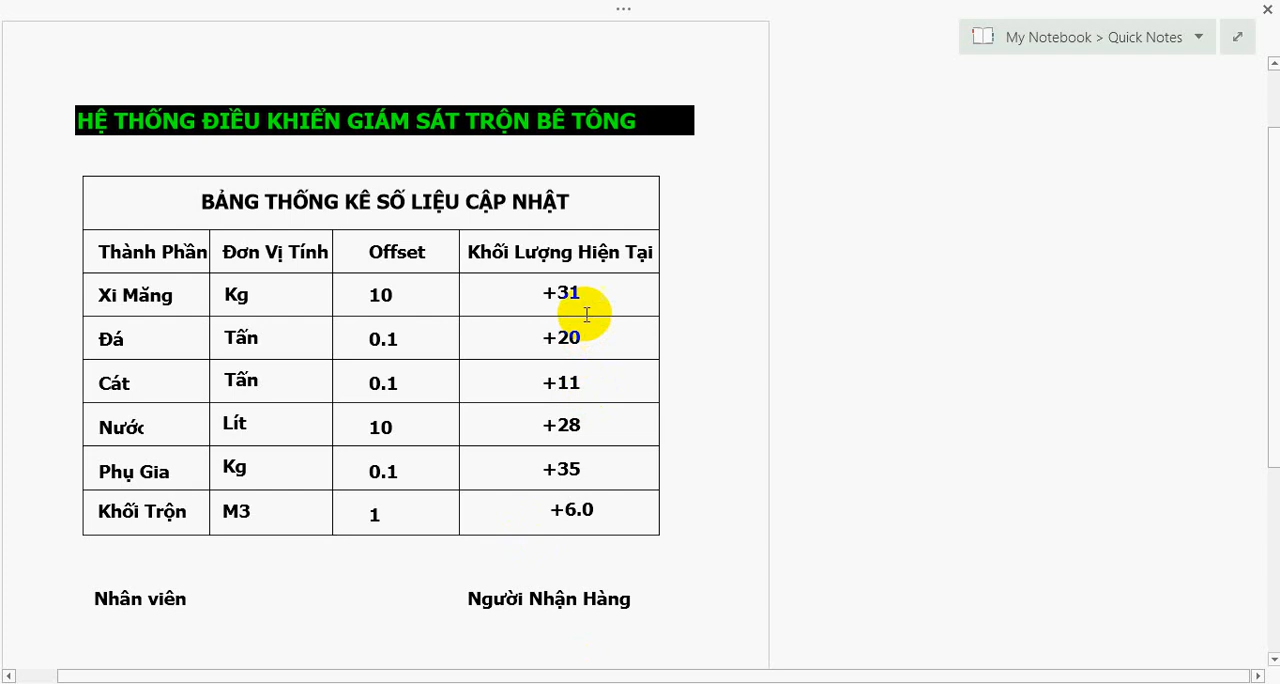 My Notebook > Quick Notes
HỆ THỐNG ĐIỀU KHIỂN GIÁM SÁT TRỘN BÊ TÔNG
BẢNG THỐNG KÊ SỐ LIỆU CẬP NHẬT
Thành Phần Đơn Vị Tính Offset Khối Lượng Hiện Tại
Xi Măng Kg 10 +31
Đá Tấn 0.1 +20
Cát Tấn 0.1 +11
Nước Lít 10 +28
Phụ Gia Kg 0.1 +35
Khối Trộn M3 1 +6.0
Nhân viên Người Nhận Hàng